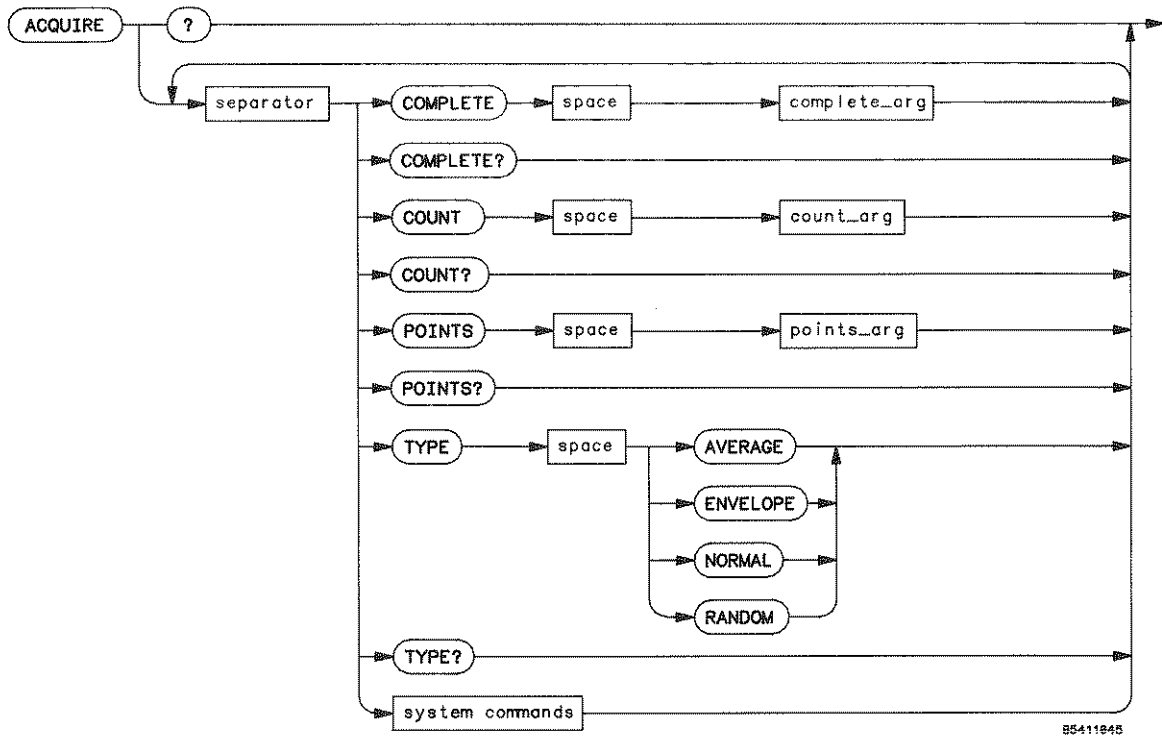 ACQUIRE ?
separator COMPLETE space complete_arg
COMPLETE?
COUNT space count_arg
COUNT?
POINTS space points_arg
POINTS?
TYPE space AVERAGE
ENVELOPE
NORMAL
RANDOM
TYPE?
system commands
85411845